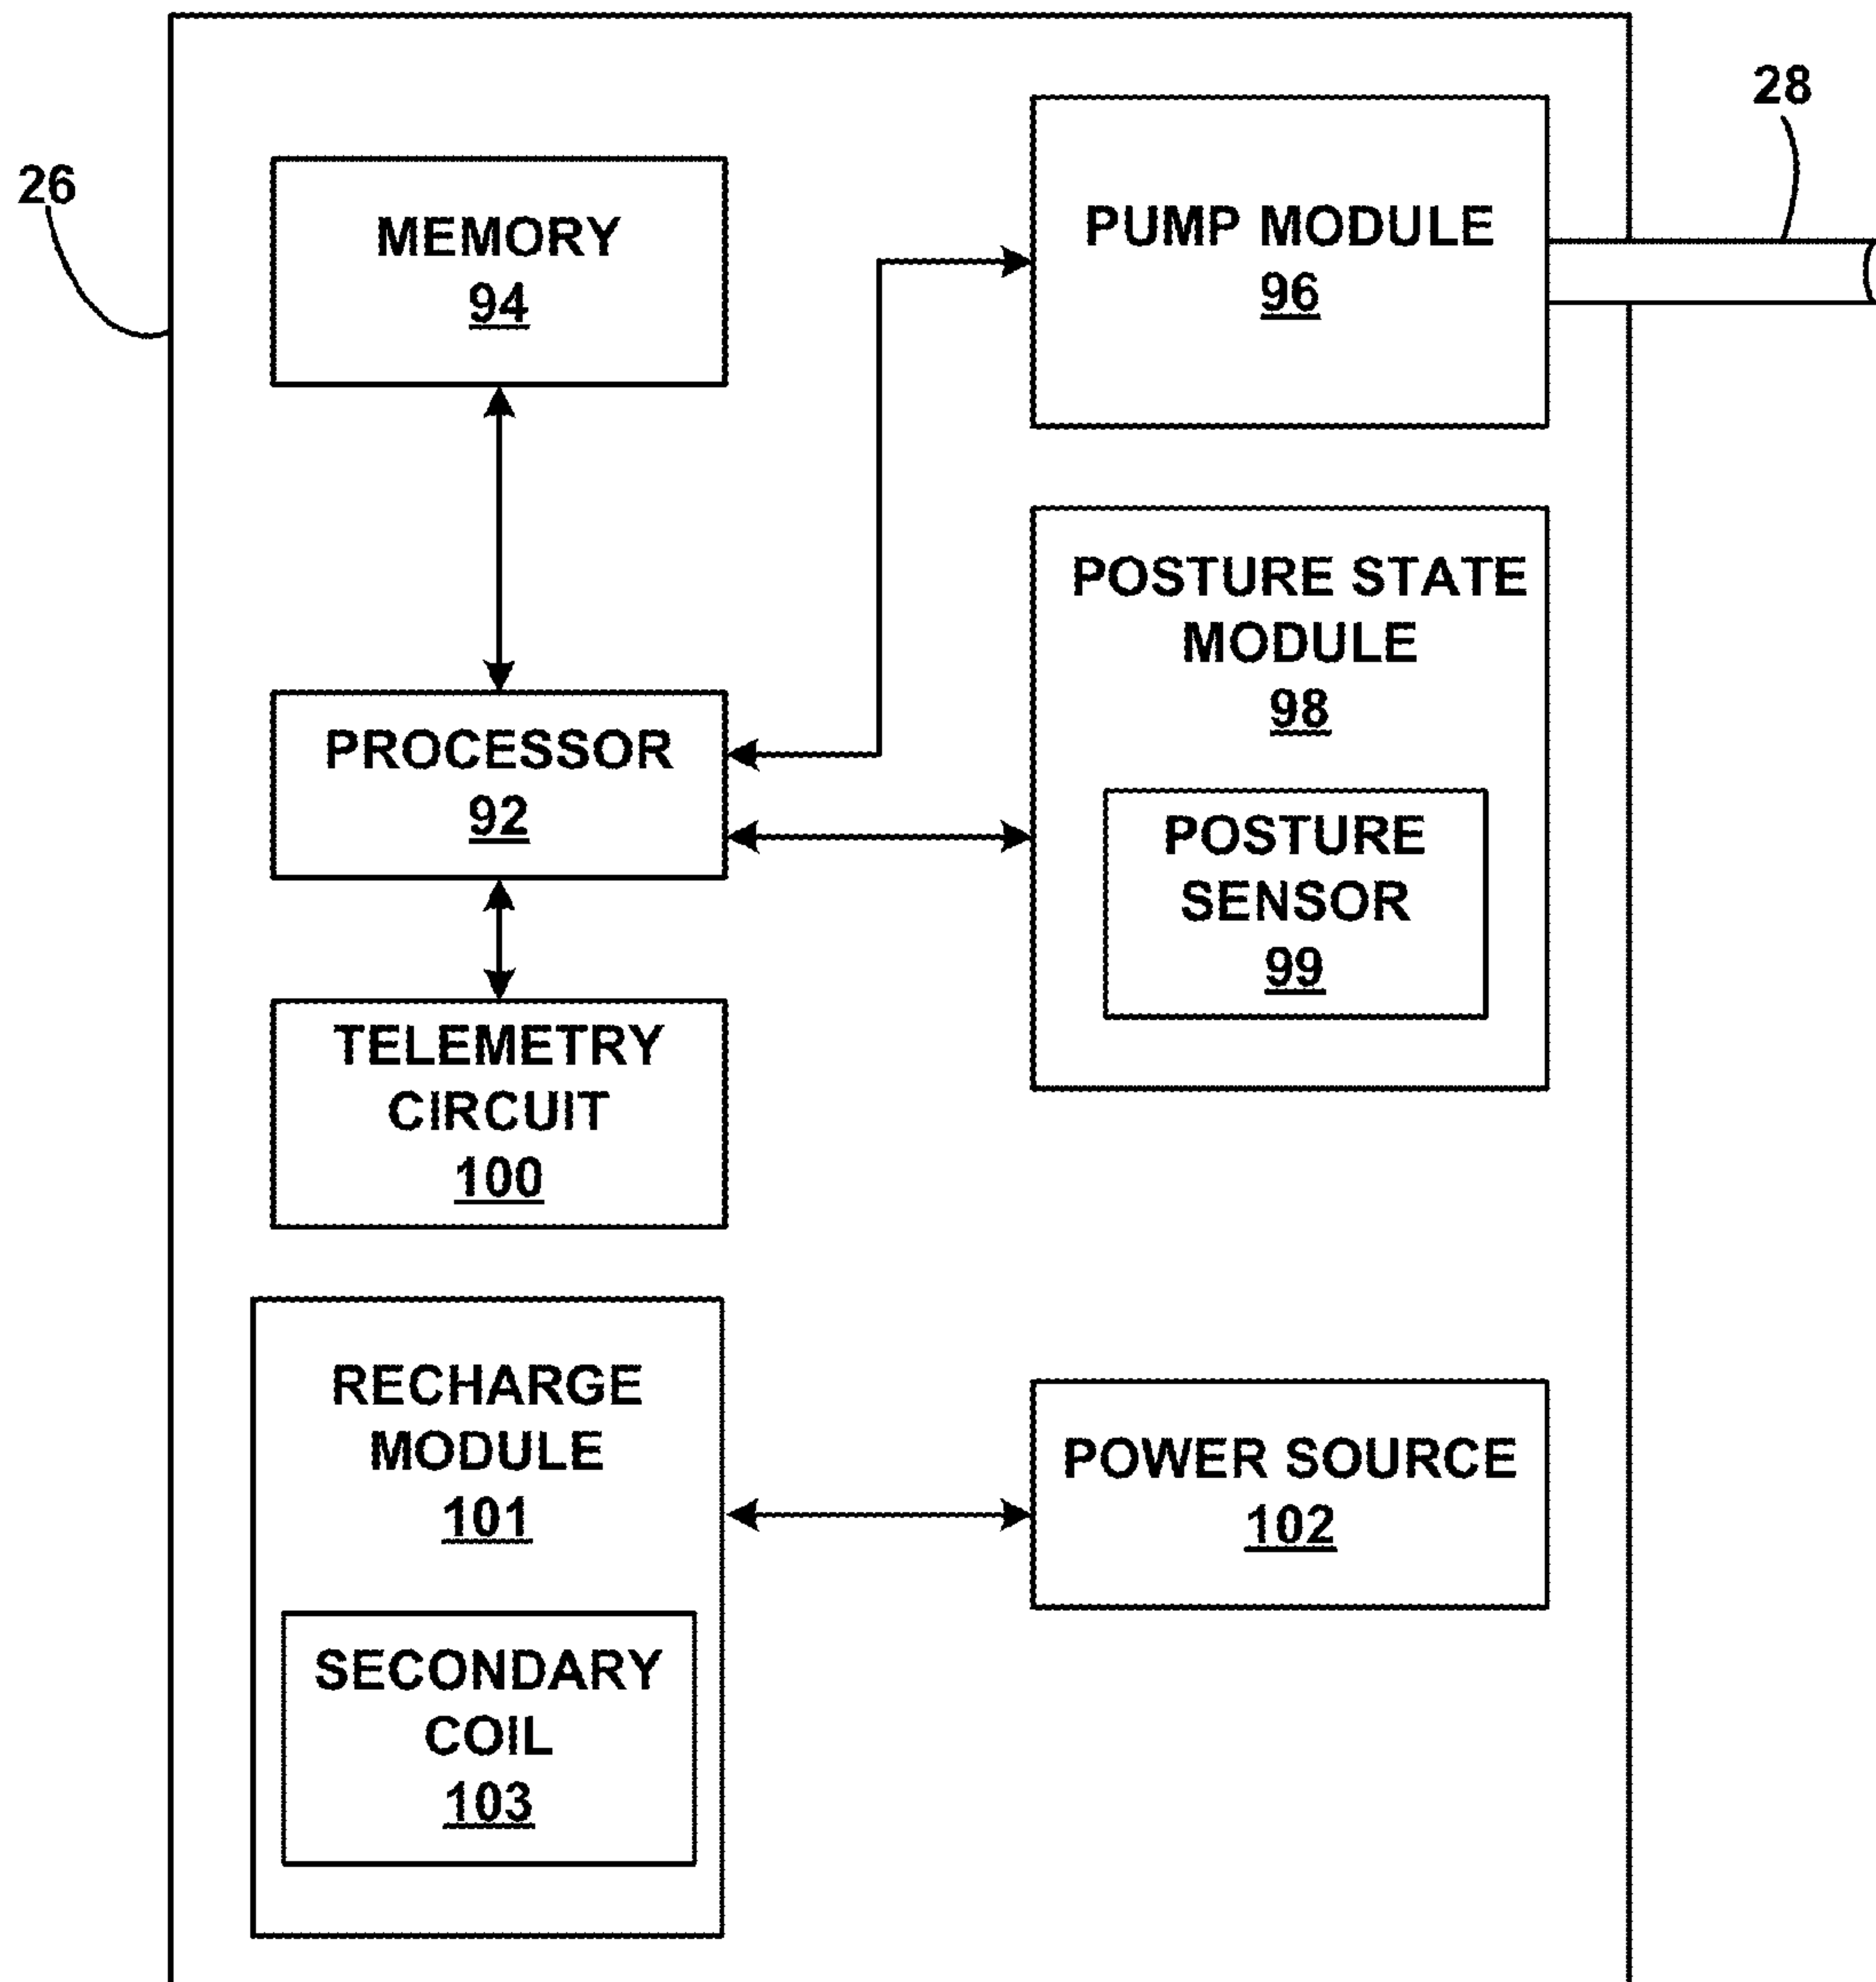 26
28
MEMORY
94
PUMP MODULE
96
PROCESSOR
92
POSTURE STATE
MODULE
98
POSTURE
SENSOR
99
TELEMETRY
CIRCUIT
100
RECHARGE
MODULE
101
SECONDARY
COIL
103
POWER SOURCE
102